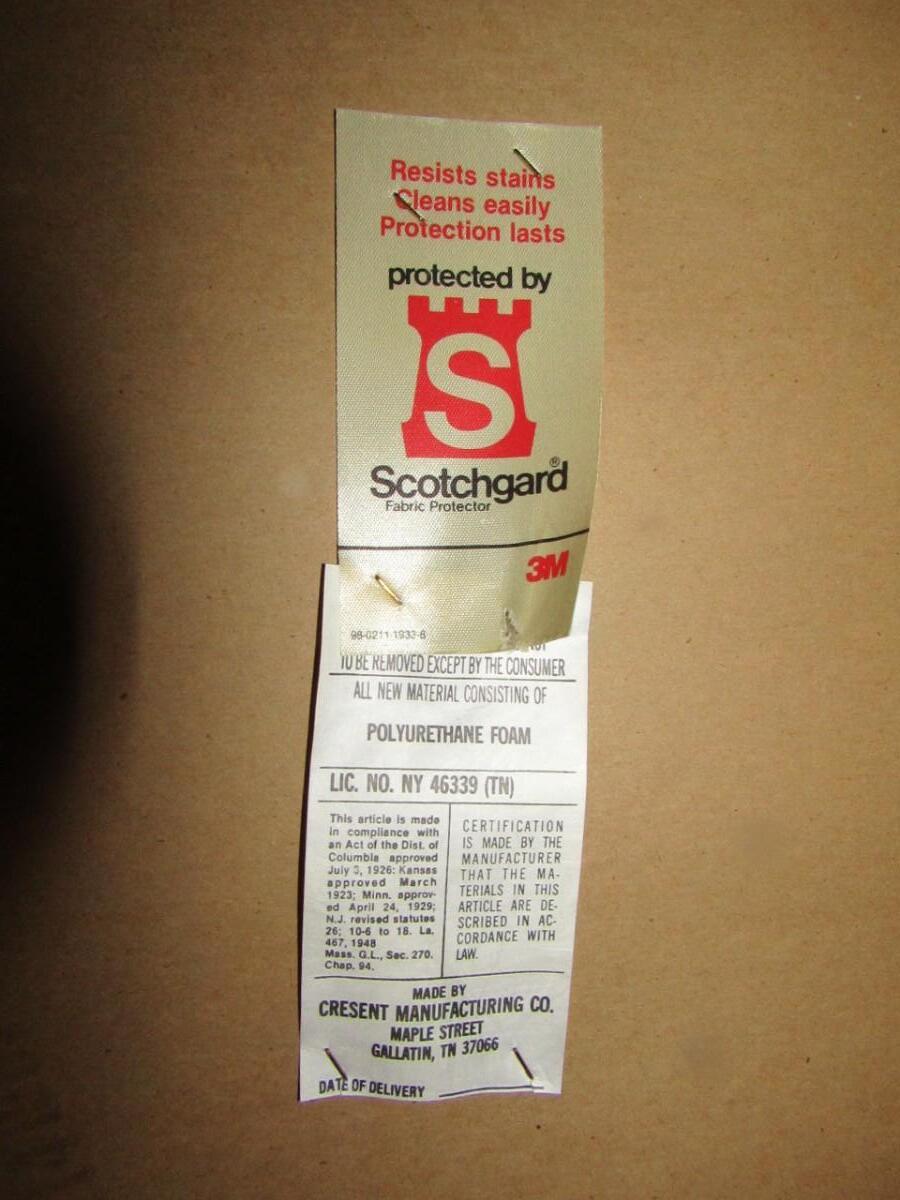 Resists stains
Cleans easily
Protection lasts
protected by
S
Scotchgard®
Fabric Protector
3M
98-0211-1933-6
TO BE REMOVED EXCEPT BY THE CONSUMER
ALL NEW MATERIAL CONSISTING OF
POLYURETHANE FOAM
LIC. NO. NY 46339 (TN)
This article is made
in compliance with
an Act of the Dist. of
Columbia approved
July 3, 1926: Kansas
approved March
1923; Minn. approv-
ed April 24, 1929;
N.J. revised statutes
26; 10-6 to 18. La.
467, 1948
Mass. G.L., Sec. 270.
Chap. 94.
CERTIFICATION
IS MADE BY THE
MANUFACTURER
THAT THE MA-
TERIALS IN THIS
ARTICLE ARE DE-
SCRIBED IN AC-
CORDANCE WITH
LAW.
MADE BY
CRESENT MANUFACTURING CO.
MAPLE STREET
GALLATIN, TN 37066
DATE OF DELIVERY